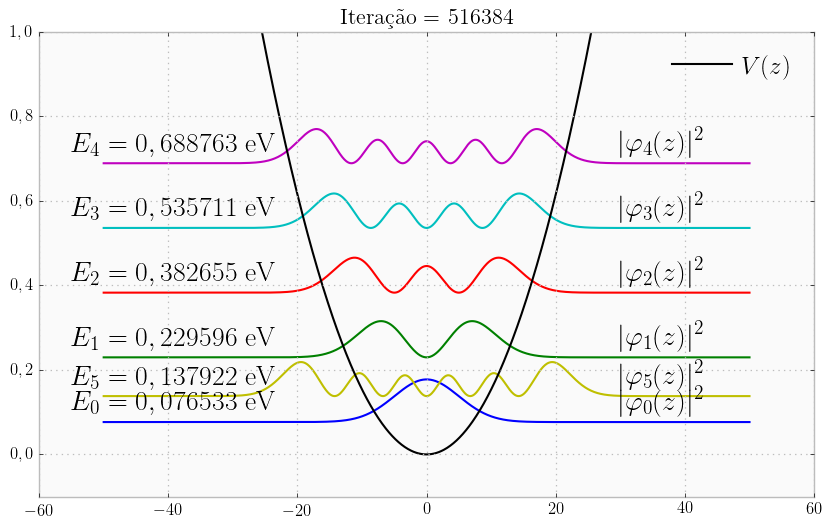 Iteração = 516384
1, 0
V(z)
0, 8
E₄ = 0, 688763 eV
|φ₄(z)|²
0, 6
E₃ = 0, 535711 eV
|φ₃(z)|²
0, 4
E₂ = 0, 382655 eV
|φ₂(z)|²
E₁ = 0, 229596 eV
|φ₁(z)|²
0, 2
E₅ = 0, 137922 eV
|φ₅(z)|²
E₀ = 0, 076533 eV
|φ₀(z)|²
0, 0
−60 −40 −20 0 20 40 60